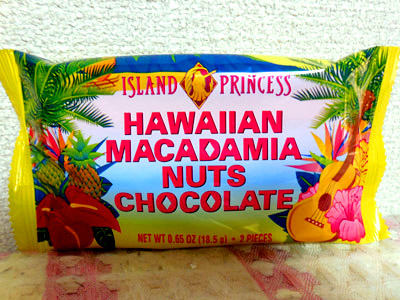 ISLAND PRINCESS
HAWAIIAN
MACADAMIA
NUTS
CHOCOLATE
NET WT 0.65 OZ (18.5 g) • 2 PIECES